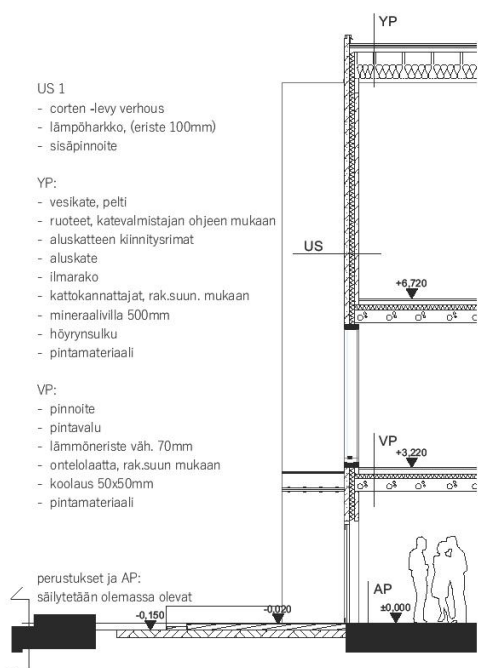 YP
US 1
- corten -levy verhous
- lämpöharkko, (eriste 100mm)
- sisäpinnoite
YP:
- vesikate, pelti
- ruoteet, katevalmistajan ohjeen mukaan
- aluskatteen kiinnitysrimat
- aluskate
- ilmarako
- kattokannattajat, rak.suun. mukaan
- mineraalivilla 500mm
- höyrynsulku
- pintamateriaali
US
+6,720
VP:
- pinnoite
- pintavalu
- lämmöneriste väh. 70mm
- ontelolaatta, rak.suun mukaan
- koolaus 50x50mm
- pintamateriaali
VP
+3,220
perustukset ja AP:
säilytetään olemassa olevat
AP
-0,150
-0,020
±0,000